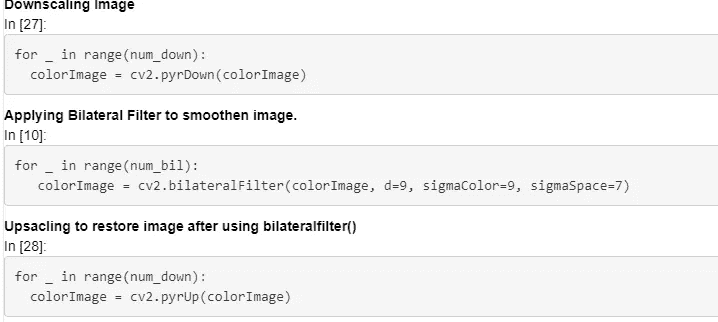 Downscaling Image
In [27]:
for _ in range(num_down):
  colorImage = cv2.pyrDown(colorImage)
Applying Bilateral Filter to smoothen image.
In [10]:
for _ in range(num_bil):
   colorImage = cv2.bilateralFilter(colorImage, d=9, sigmaColor=9, sigmaSpace=7)
Upsacling to restore image after using bilateralfilter()
In [28]:
for _ in range(num_down):
  colorImage = cv2.pyrUp(colorImage)